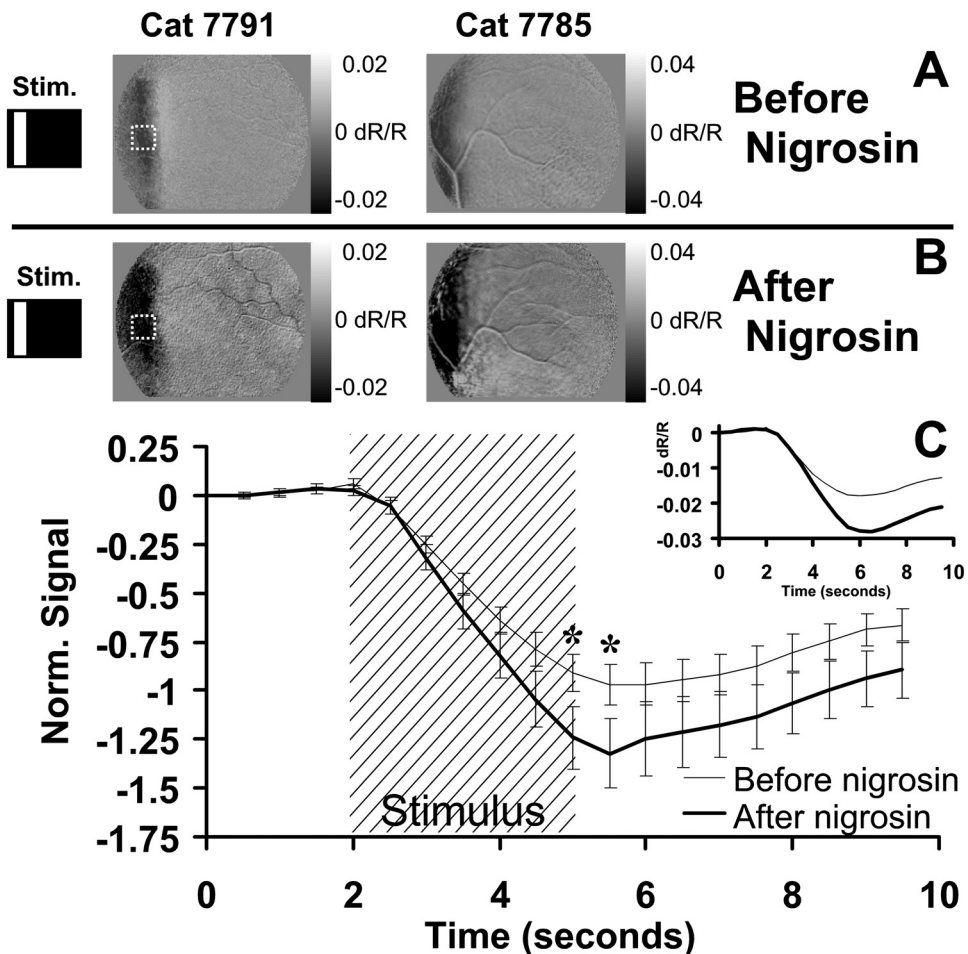 Cat 7791
Cat 7785
A
Stim.
0.02
0 dR/R
-0.02
0.04
0 dR/R
-0.04
Before
Nigrosin
B
Stim.
0.02
0 dR/R
-0.02
0.04
0 dR/R
-0.04
After
Nigrosin
C
dR/R
0
-0.01
-0.02
-0.03
0 2 4 6 8 10
Time (seconds)
Norm. Signal
0.25
0
-0.25
-0.5
-0.75
-1
-1.25
-1.5
-1.75
* *
Stimulus
Before nigrosin
After nigrosin
0 2 4 6 8 10
Time (seconds)